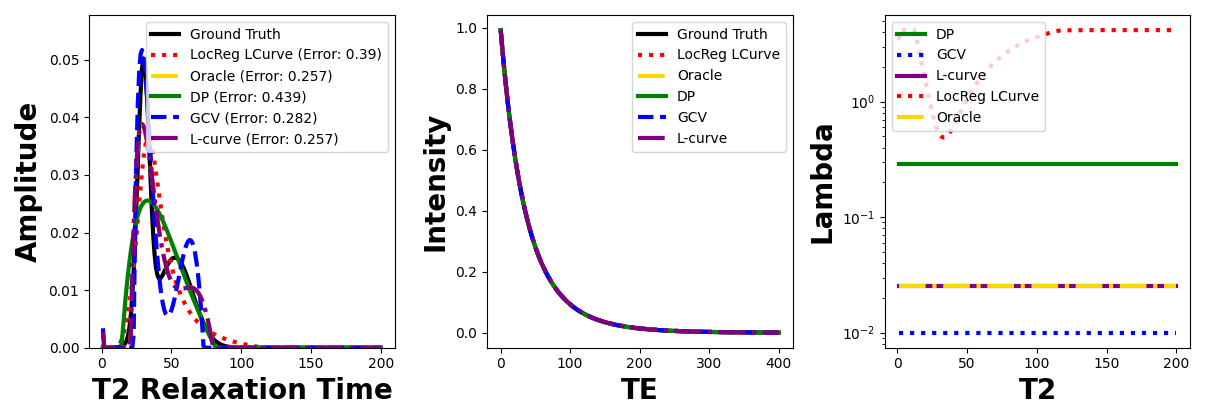 Amplitude
0.05
0.04
0.03
0.02
0.01
0.00
Ground Truth
LocReg LCurve (Error: 0.39)
Oracle (Error: 0.257)
DP (Error: 0.439)
GCV (Error: 0.282)
L-curve (Error: 0.257)
0 50 100 150 200
T2 Relaxation Time
Intensity
1.0
0.8
0.6
0.4
0.2
0.0
Ground Truth
LocReg LCurve
Oracle
DP
GCV
L-curve
0 100 200 300 400
TE
Lambda
10⁰
10⁻¹
10⁻²
DP
GCV
L-curve
LocReg LCurve
Oracle
0 50 100 150 200
T2